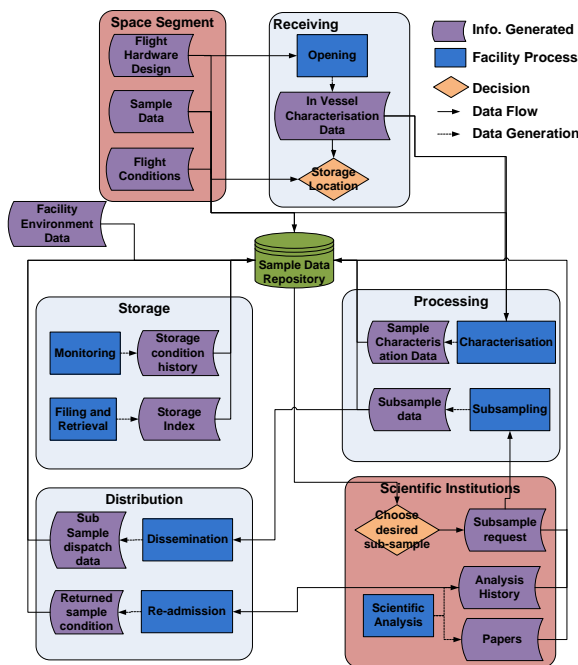 Space Segment
Flight
Hardware
Design
Sample
Data
Flight
Conditions
Receiving
Opening
In Vessel
Characterisation
Data
Storage
Location
Info. Generated
Facility Process
Decision
Data Flow
Data Generation
Facility
Environment
Data
Sample Data
Repository
Storage
Monitoring
Storage
condition
history
Filing and
Retrieval
Storage
Index
Processing
Sample
Characteris
ation Data
Characterisation
Subsample
data
Subsampling
Distribution
Sub
Sample
dispatch
data
Dissemination
Returned
sample
condition
Re-admission
Scientific Institutions
Choose
desired
sub-sample
Subsample
request
Analysis
History
Scientific
Analysis
Papers